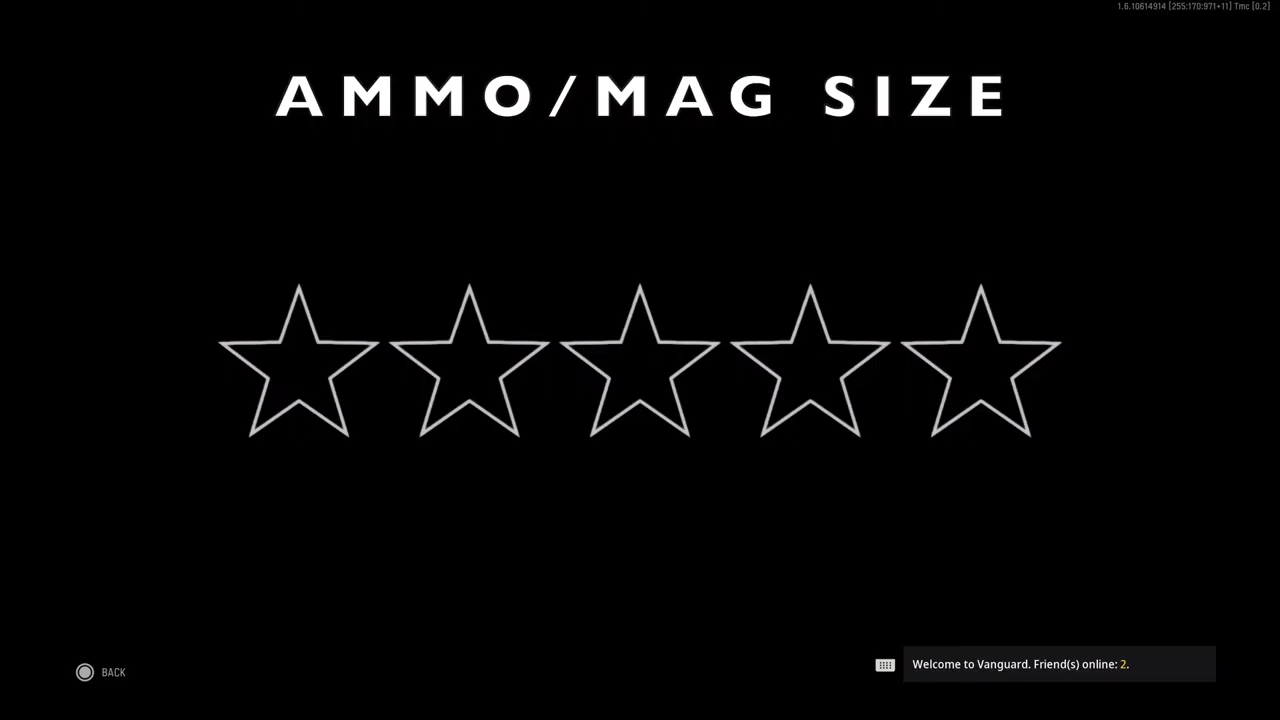 1.6.10614914 [255:170:971+11] Tmc [0.2]
AMMO/MAG SIZE
BACK
Welcome to Vanguard. Friend(s) online: 2.